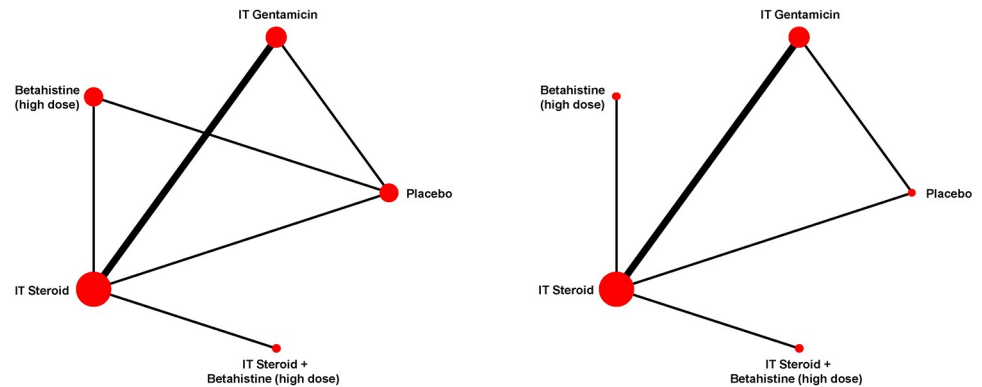 IT Gentamicin
Betahistine
(high dose)
Placebo
IT Steroid
IT Steroid +
Betahistine (high dose)
IT Gentamicin
Betahistine
(high dose)
Placebo
IT Steroid
IT Steroid +
Betahistine (high dose)